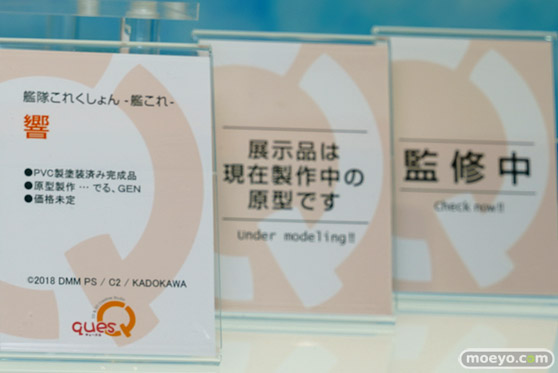 艦隊これくしょん -艦これ-
響
●PVC製塗装済み完成品
●原型製作 … でる、GEN
●価格未定
©2018 DMM PS / C2 / KADOKAWA
quesQ
展示品は
現在製作中の
原型です
Under modeling!!
監修中
Check now!!
moeyo.com